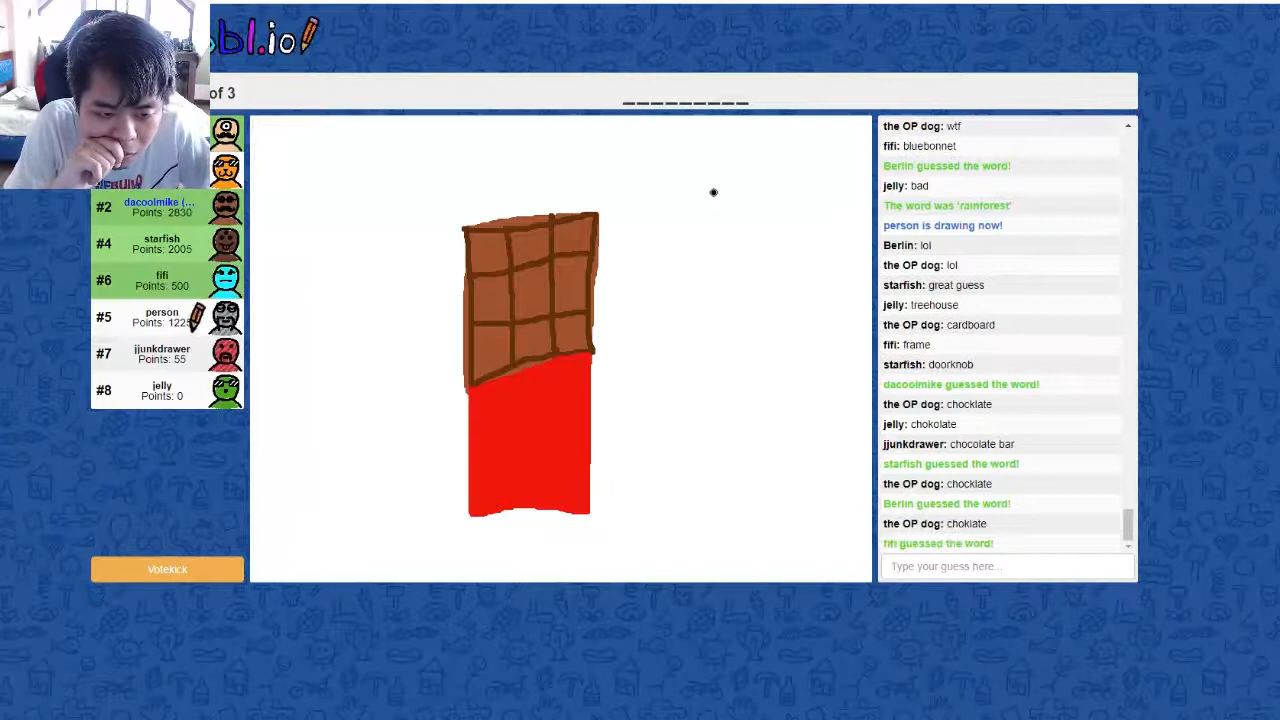 bl.io
of 3
_________
#2 dacoolmike (...
Points: 2830
#4 starfish
Points: 2005
#6 fifi
Points: 500
#5 person
Points: 1225
#7 jjunkdrawer
Points: 55
#8 jelly
Points: 0
Votekick
the OP dog: wtf
fifi: bluebonnet
Berlin guessed the word!
jelly: bad
The word was 'rainforest'
person is drawing now!
Berlin: lol
the OP dog: lol
starfish: great guess
jelly: treehouse
the OP dog: cardboard
fifi: frame
starfish: doorknob
dacoolmike guessed the word!
the OP dog: chocklate
jelly: chokolate
jjunkdrawer: chocolate bar
starfish guessed the word!
the OP dog: chocklate
Berlin guessed the word!
the OP dog: choklate
fifi guessed the word!
Type your guess here...